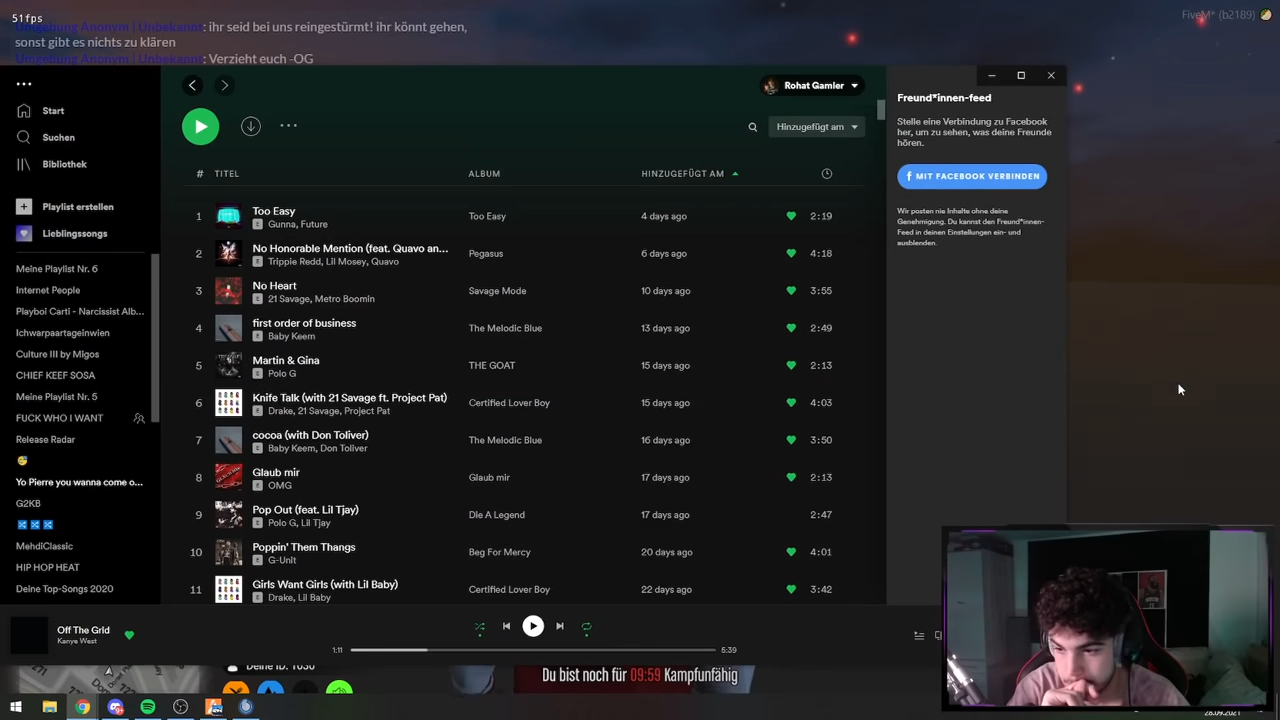 51fps
Umgebung Anonym | Unbekannt: ihr seid bei uns reingestürmt! ihr könnt gehen,
sonst gibt es nichts zu klären
Umgebung Anonym | Unbekannt: Verzieht euch -OG
FiveM* (b2189)
Rohat Gamler
Start
Suchen
Bibliothek
Playlist erstellen
Lieblingssongs
Meine Playlist Nr. 6
Internet People
Playboi Carti - Narcissist Alb...
Ichwarpaartageinwien
Culture III by Migos
CHIEF KEEF SOSA
Meine Playlist Nr. 5
FUCK WHO I WANT
Release Radar
Yo Pierre you wanna come o...
G2KB
MehdiClassic
HIP HOP HEAT
Deine Top-Songs 2020
Hinzugefügt am
# TITEL ALBUM HINZUGEFÜGT AM
1 Too Easy Too Easy 4 days ago 2:19
E Gunna, Future
2 No Honorable Mention (feat. Quavo an... Pegasus 6 days ago 4:18
E Trippie Redd, Lil Mosey, Quavo
3 No Heart Savage Mode 10 days ago 3:55
E 21 Savage, Metro Boomin
4 first order of business The Melodic Blue 13 days ago 2:49
E Baby Keem
5 Martin & Gina THE GOAT 15 days ago 2:13
E Polo G
6 Knife Talk (with 21 Savage ft. Project Pat) Certified Lover Boy 15 days ago 4:03
E Drake, 21 Savage, Project Pat
7 cocoa (with Don Toliver) The Melodic Blue 16 days ago 3:50
E Baby Keem, Don Toliver
8 Glaub mir Glaub mir 17 days ago 2:13
E OMG
9 Pop Out (feat. Lil Tjay) Die A Legend 17 days ago 2:47
E Polo G, Lil Tjay
10 Poppin' Them Thangs Beg For Mercy 20 days ago 4:01
E G-Unit
11 Girls Want Girls (with Lil Baby) Certified Lover Boy 22 days ago 3:42
E Drake, Lil Baby
Freund*innen-feed
Stelle eine Verbindung zu Facebook
her, um zu sehen, was deine Freunde
hören.
f MIT FACEBOOK VERBINDEN
Wir posten nie Inhalte ohne deine
Genehmigung. Du kannst den Freund*innen-
Feed in deinen Einstellungen ein- und
ausblenden.
Off The Grid
Kanye West
1:11
5:39
Deine ID: 1636
Du bist noch für 09:59 Kampfunfähig
28.09.2021